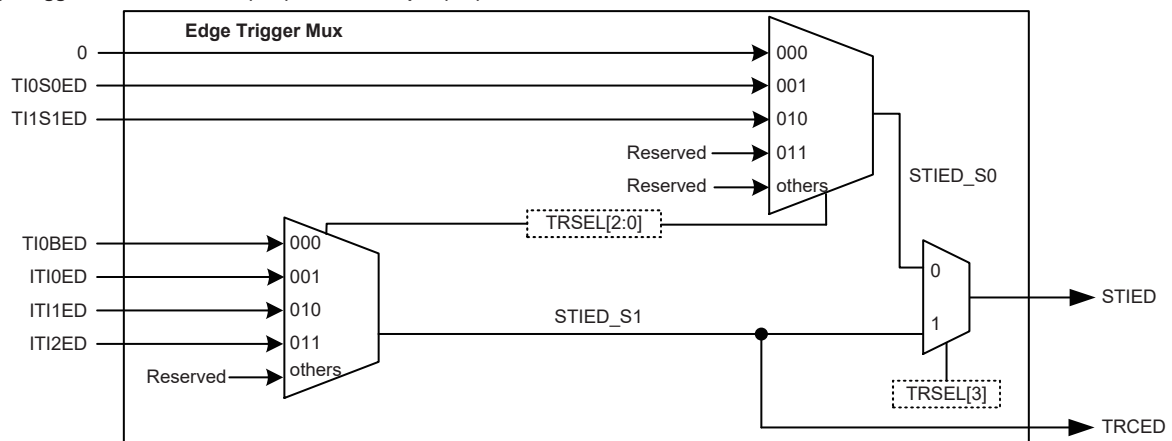 Edge Trigger Mux
0
000
TI0S0ED
001
TI1S1ED
010
Reserved
011
Reserved
others
STIED_S0
TRSEL[2:0]
TI0BED
000
ITI0ED
001
0
ITI1ED
010
STIED
STIED_S1
1
ITI2ED
011
Reserved
others
TRSEL[3]
TRCED